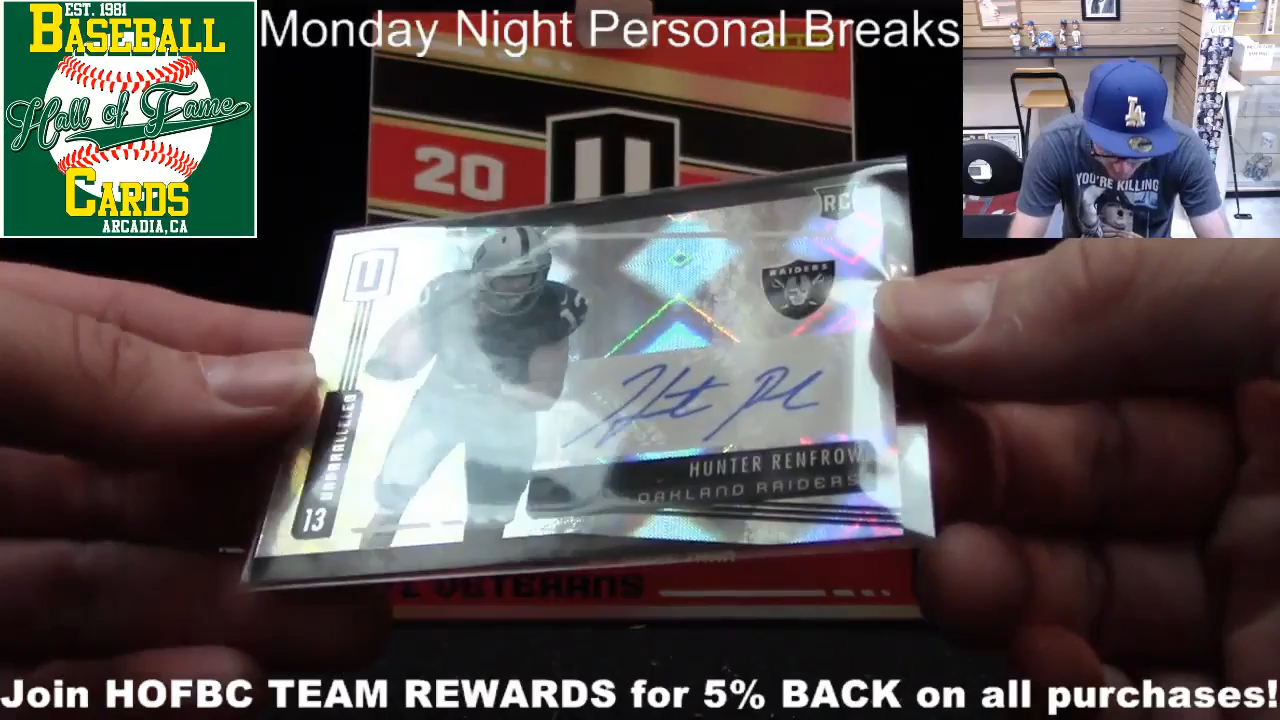 EST. 1981
BASEBALL
Hall of Fame
CARDS
ARCADIA, CA
Monday Night Personal Breaks
20
U
LA
YOU'RE KILLING
RC
U
RAIDERS
UNPARALLELED
13
HUNTER RENFROW
OAKLAND RAIDERS
VETERANS
Join HOFBC TEAM REWARDS for 5% BACK on all purchases!